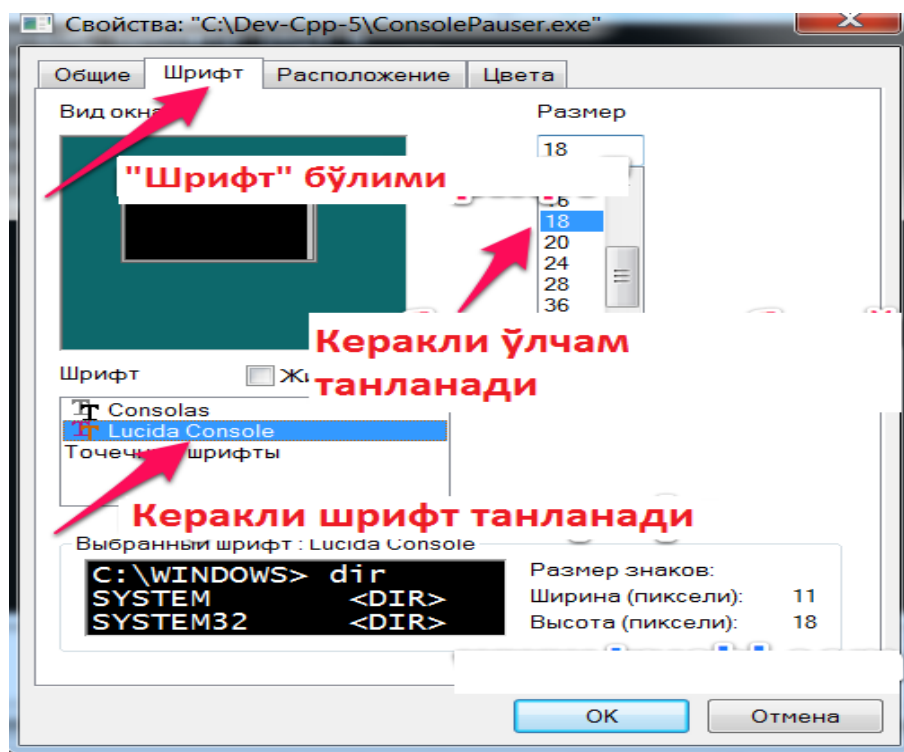 Свойства: "C:\Dev-Cpp-5\ConsolePauser.exe"
Общие Шрифт Расположение Цвета
Вид Размер
18
"Шрифт" бўлими
18
20
24
28
36
Керакли ўлчам
танланади
Шрифт
Consolas
Lucida Console
шрифты
Керакли шрифт танланади
Выбранный шрифт : Lucida Console
C:\WINDOWS> dir
SYSTEM <DIR>
SYSTEM32 <DIR>
Размер знаков:
Ширина (пиксели): 11
Высота (пиксели): 18
OK Отмена